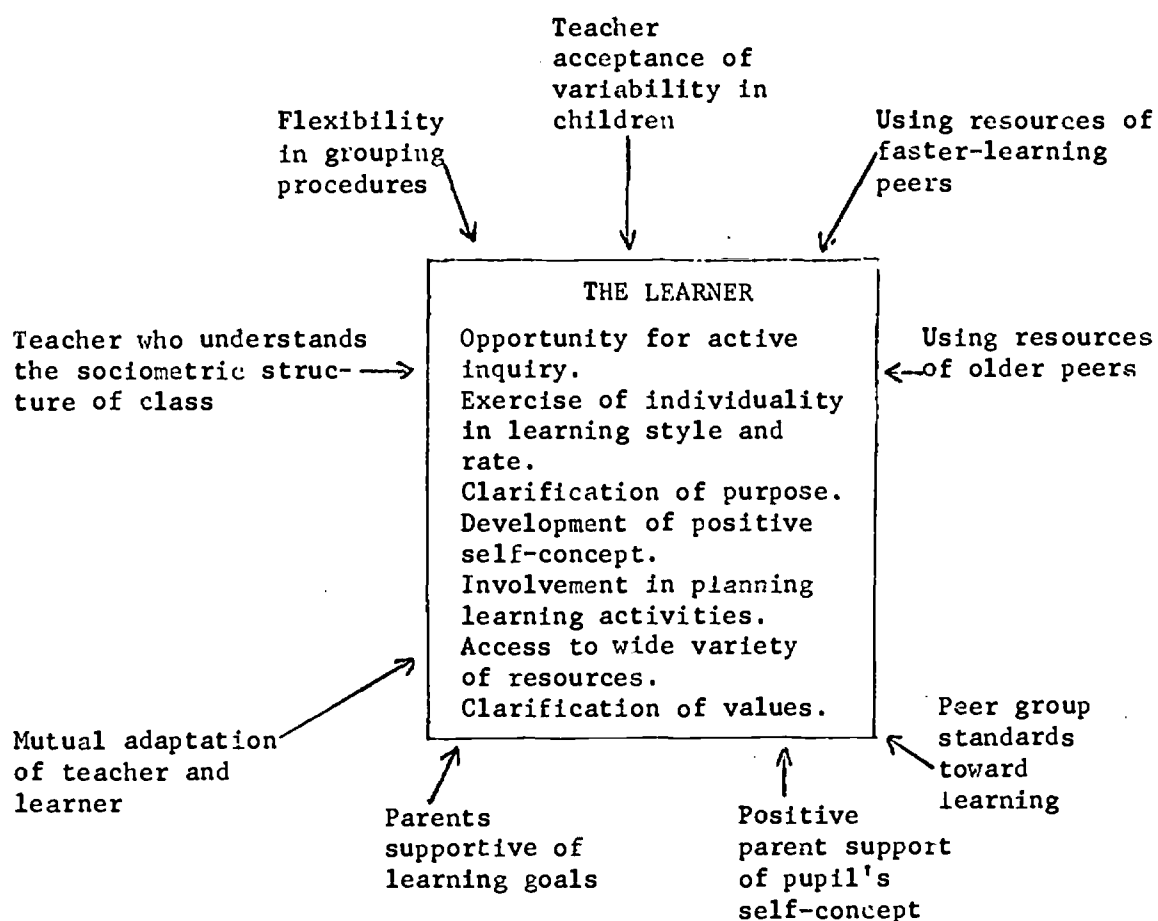 Teacher
acceptance of
variability in
children
Flexibility
in grouping
procedures
Using resources of
faster-learning
peers
Teacher who understands
the sociometric struc-
ture of class
THE LEARNER
Opportunity for active
inquiry.
Exercise of individuality
in learning style and
rate.
Clarification of purpose.
Development of positive
self-concept.
Involvement in planning
learning activities.
Access to wide variety
of resources.
Clarification of values.
Using resources
of older peers
Mutual adaptation
of teacher and
learner
Parents
supportive of
learning goals
Positive
parent support
of pupil's
self-concept
Peer group
standards
toward
learning